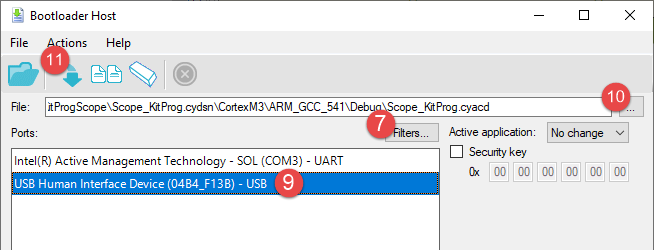 Bootloader Host
File Actions Help
11
10
File: itProgScope\Scope_KitProg.cydsn\CortexM3\ARM_GCC_541\Debug\Scope_KitProg.cyacd ...
7
Ports: Filters... Active application: No change
Security key
Intel(R) Active Management Technology - SOL (COM3) - UART
0x 00 00 00 00 00 00
USB Human Interface Device (04B4_F13B) - USB 9